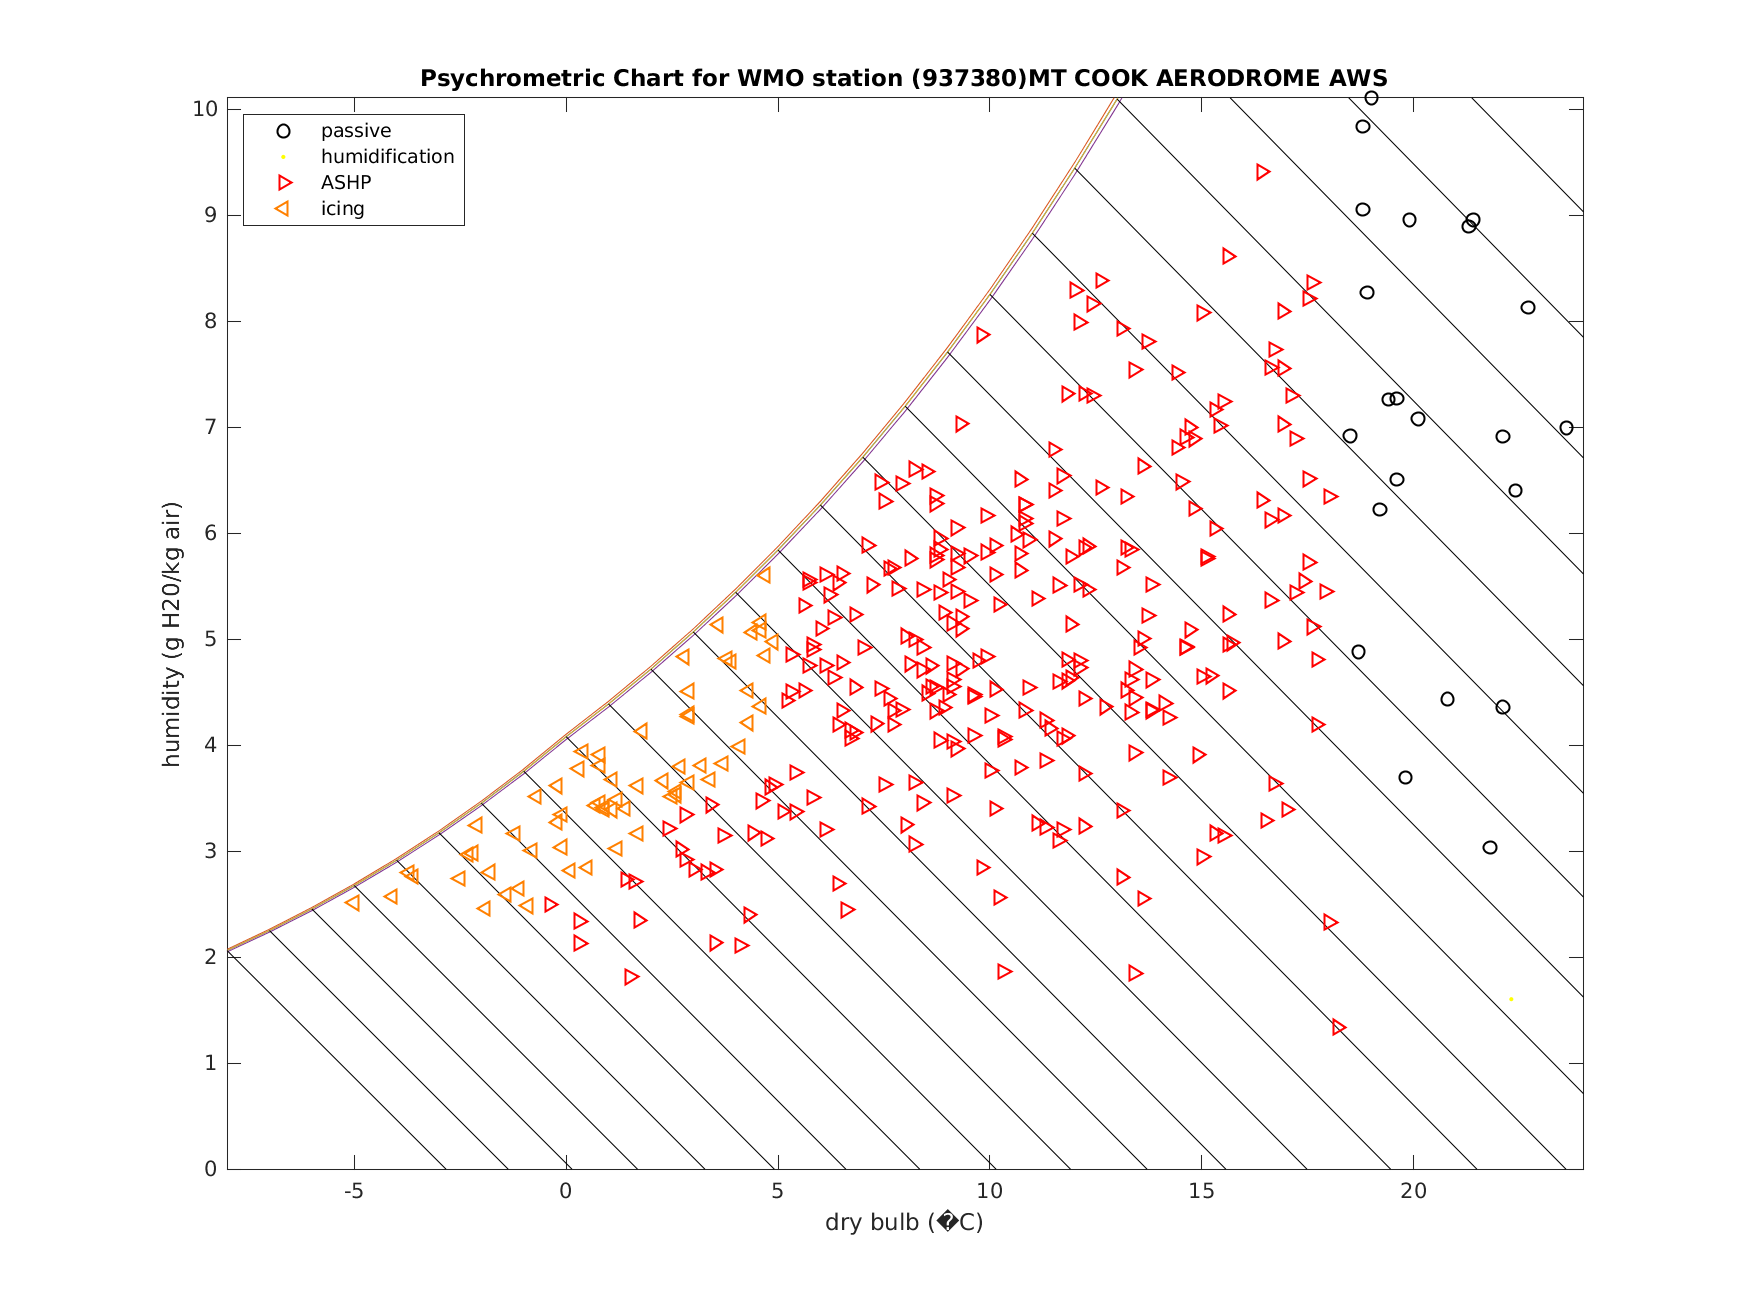 Psychrometric Chart for WMO station (937380)MT COOK AERODROME AWS
passive
humidification
ASHP
icing
10
9
8
7
6
5
4
3
2
1
0
humidity (g H20/kg air)
-5 0 5 10 15 20
dry bulb (�C)